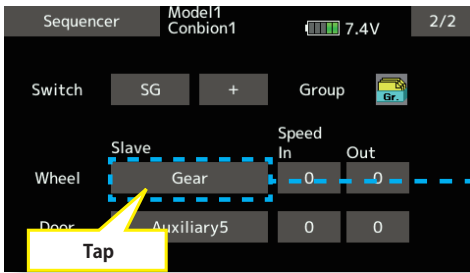 Sequencer Model1 7.4V 2/2
Conbion1
Switch SG + Group Gr.
Speed
Slave In Out
Wheel Gear 0 0
Door Auxiliary5 0 0
Tap